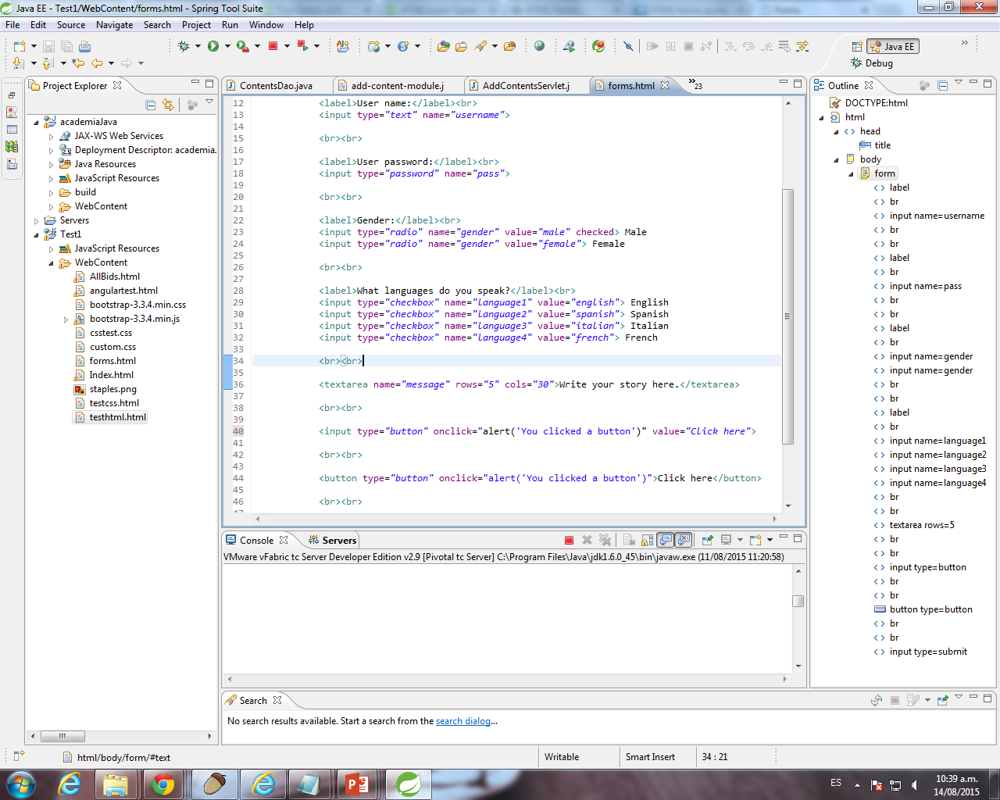 Java EE - Test1/WebContent/forms.html - Spring Tool Suite
File Edit Source Navigate Search Project Run Window Help
Java EE
Debug
Project Explorer
academiaJava
JAX-WS Web Services
Deployment Descriptor: academia.
Java Resources
JavaScript Resources
build
WebContent
Servers
Test1
JavaScript Resources
WebContent
AllBids.html
angulartest.html
bootstrap-3.3.4.min.css
bootstrap-3.3.4.min.js
csstest.css
custom.css
forms.html
Index.html
staples.png
testcss.html
testhtml.html
ContentsDao.java add-content-module.j AddContentsServlet.j forms.html 23
12 <label>User name:</label><br>
13 <input type="text" name="username">
14
15 <br><br>
16
17 <label>User password:</label><br>
18 <input type="password" name="pass">
19
20 <br><br>
21
22 <label>Gender:</label><br>
23 <input type="radio" name="gender" value="male" checked> Male
24 <input type="radio" name="gender" value="female"> Female
25
26 <br><br>
27
28 <label>What languages do you speak?</label><br>
29 <input type="checkbox" name="language1" value="english"> English
30 <input type="checkbox" name="language2" value="spanish"> Spanish
31 <input type="checkbox" name="language3" value="italian"> Italian
32 <input type="checkbox" name="language4" value="french"> French
33
34 <br><br>
35
36 <textarea name="message" rows="5" cols="30">Write your story here.</textarea>
37
38 <br><br>
39
40 <input type="button" onclick="alert('You clicked a button')" value="Click here">
41
42 <br><br>
43
44 <button type="button" onclick="alert('You clicked a button')">Click here</button>
45
46 <br><br>
Outline
DOCTYPE:html
html
head
title
body
form
label
br
input name=username
br
br
label
br
input name=pass
br
br
label
br
input name=gender
input name=gender
br
br
label
br
input name=language1
input name=language2
input name=language3
input name=language4
br
br
textarea rows=5
br
br
input type=button
br
br
button type=button
br
br
input type=submit
Console Servers
VMware vFabric tc Server Developer Edition v2.9 [Pivotal tc Server] C:\Program Files\Java\jdk1.6.0_45\bin\javaw.exe (11/08/2015 11:20:58)
Search
No search results available. Start a search from the search dialog...
html/body/form/#text Writable Smart Insert 34 : 21
ES 10:39 a.m.
14/08/2015